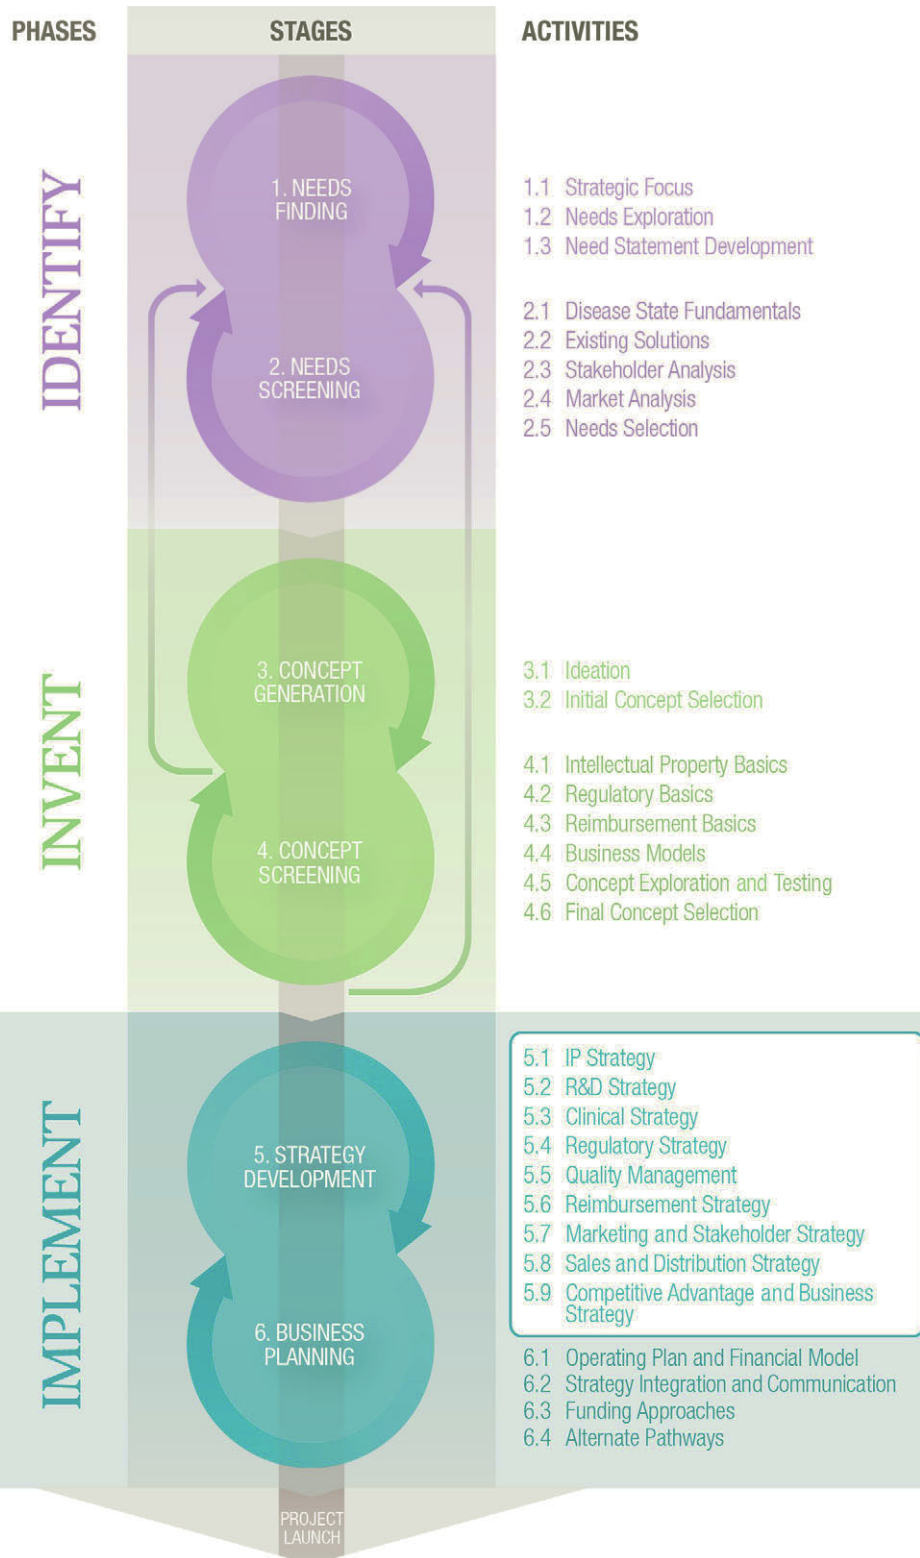 PHASES
STAGES
ACTIVITIES
IDENTIFY
1. NEEDS
FINDING
1.1 Strategic Focus
1.2 Needs Exploration
1.3 Need Statement Development
2. NEEDS
SCREENING
2.1 Disease State Fundamentals
2.2 Existing Solutions
2.3 Stakeholder Analysis
2.4 Market Analysis
2.5 Needs Selection
INVENT
3. CONCEPT
GENERATION
3.1 Ideation
3.2 Initial Concept Selection
4. CONCEPT
SCREENING
4.1 Intellectual Property Basics
4.2 Regulatory Basics
4.3 Reimbursement Basics
4.4 Business Models
4.5 Concept Exploration and Testing
4.6 Final Concept Selection
IMPLEMENT
5. STRATEGY
DEVELOPMENT
5.1 IP Strategy
5.2 R&D Strategy
5.3 Clinical Strategy
5.4 Regulatory Strategy
5.5 Quality Management
5.6 Reimbursement Strategy
5.7 Marketing and Stakeholder Strategy
5.8 Sales and Distribution Strategy
5.9 Competitive Advantage and Business
Strategy
6. BUSINESS
PLANNING
6.1 Operating Plan and Financial Model
6.2 Strategy Integration and Communication
6.3 Funding Approaches
6.4 Alternate Pathways
PROJECT
LAUNCH